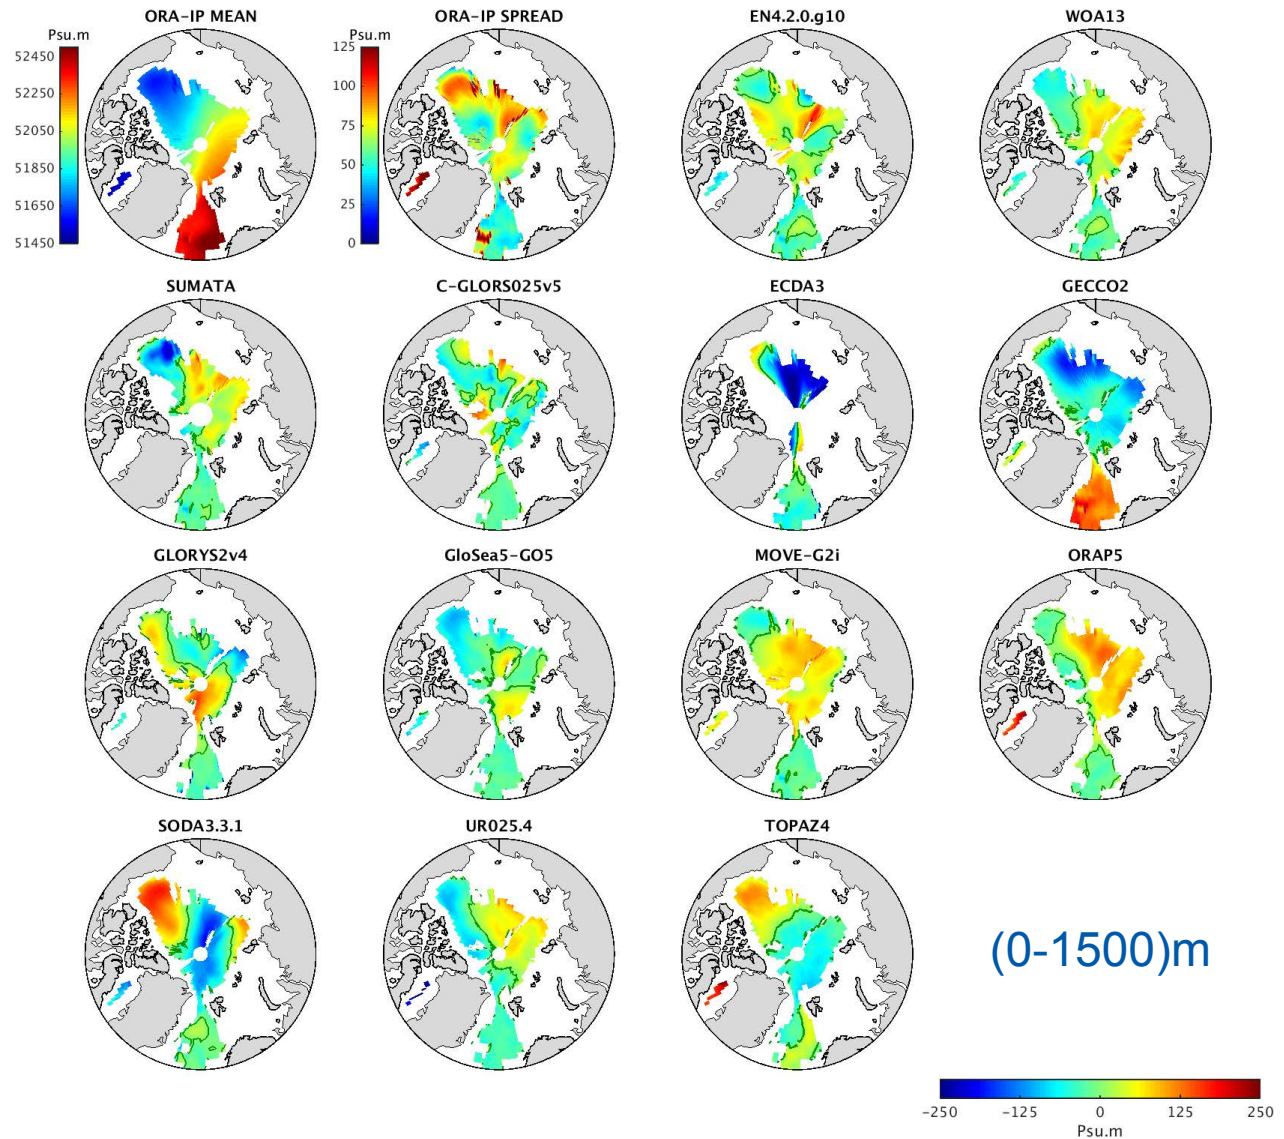 ORA-IP MEAN
ORA-IP SPREAD
EN4.2.0.g10
WOA13
Psu.m
52450
52250
52050
51850
51650
51450
Psu.m
125
100
75
50
25
0
SUMATA
C-GLORS025v5
ECDA3
GECCO2
GLORYS2v4
GloSea5-GO5
MOVE-G2i
ORAP5
SODA3.3.1
UR025.4
TOPAZ4
(0-1500)m
-250
-125
0
125
250
Psu.m